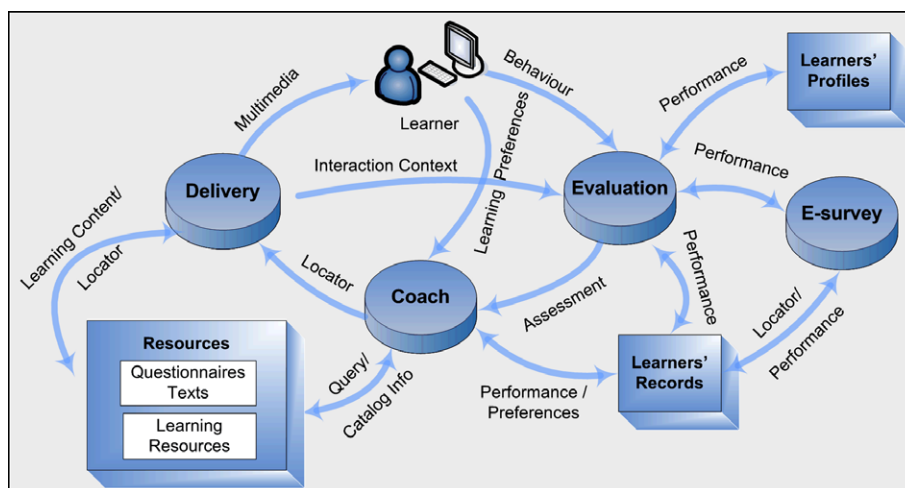 Multimedia
Learner
Behaviour
Learning Preferences
Performance
Learners'
Profiles
Interaction Context
Delivery
Evaluation
Performance
E-survey
Learning Content/
Locator
Locator
Coach
Assessment
Performance
Locator/
Performance
Resources
Questionnaires
Texts
Learning
Resources
Query/
Catalog Info
Performance /
Preferences
Learners'
Records